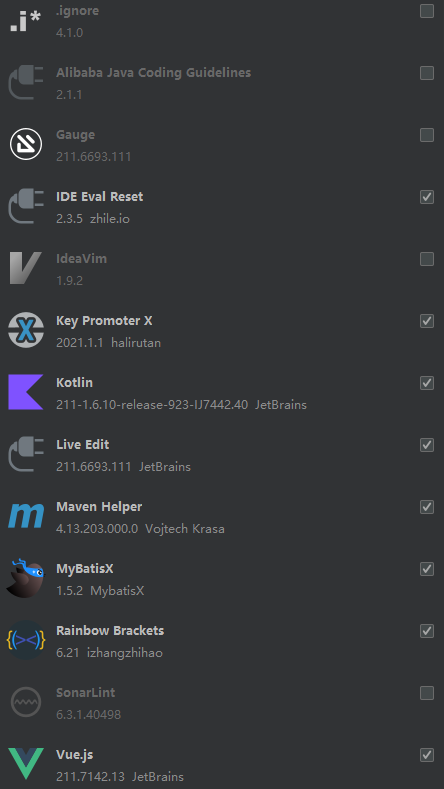 .i*
.ignore
4.1.0
Alibaba Java Coding Guidelines
2.1.1
Gauge
211.6693.111
IDE Eval Reset
2.3.5 zhile.io
IdeaVim
1.9.2
Key Promoter X
2021.1.1 halirutan
Kotlin
211-1.6.10-release-923-IJ7442.40 JetBrains
Live Edit
211.6693.111 JetBrains
m
Maven Helper
4.13.203.000.0 Vojtech Krasa
MyBatisX
1.5.2 MybatisX
Rainbow Brackets
6.21 izhangzhihao
SonarLint
6.3.1.40498
Vue.js
211.7142.13 JetBrains